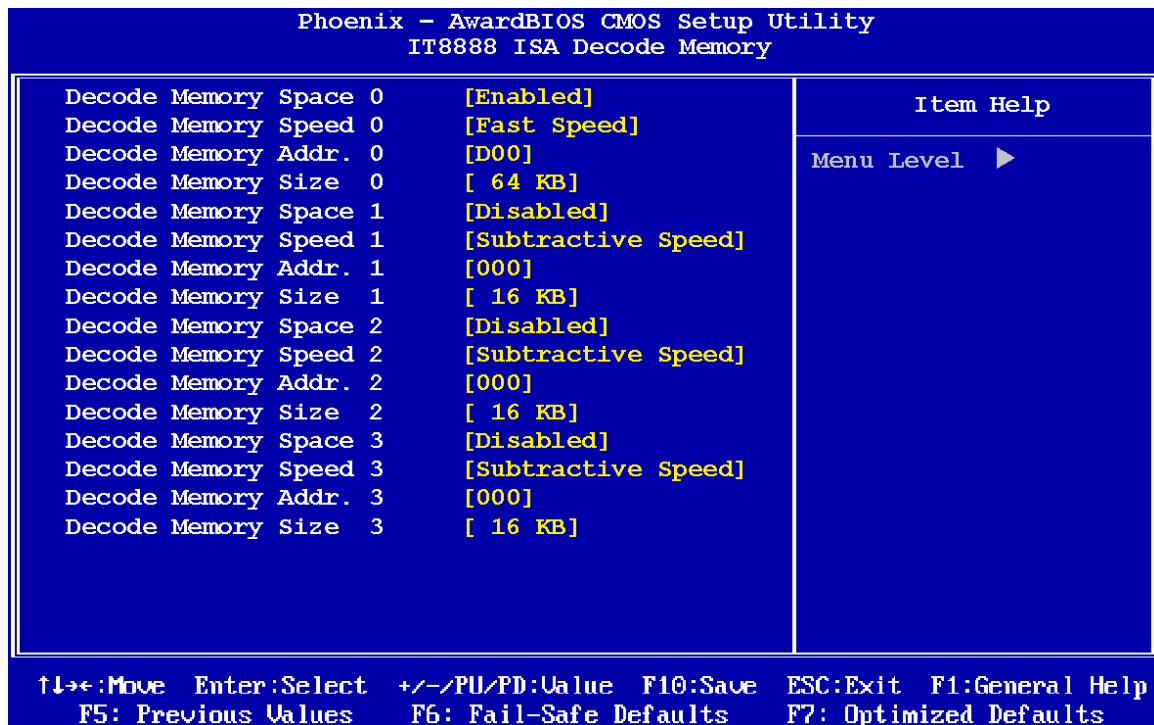 Phoenix – AwardBIOS CMOS Setup Utility
IT8888 ISA Decode Memory
Decode Memory Space 0 [Enabled]
Decode Memory Speed 0 [Fast Speed]
Decode Memory Addr. 0 [D00]
Decode Memory Size 0 [ 64 KB]
Decode Memory Space 1 [Disabled]
Decode Memory Speed 1 [Subtractive Speed]
Decode Memory Addr. 1 [000]
Decode Memory Size 1 [ 16 KB]
Decode Memory Space 2 [Disabled]
Decode Memory Speed 2 [Subtractive Speed]
Decode Memory Addr. 2 [000]
Decode Memory Size 2 [ 16 KB]
Decode Memory Space 3 [Disabled]
Decode Memory Speed 3 [Subtractive Speed]
Decode Memory Addr. 3 [000]
Decode Memory Size 3 [ 16 KB]
Item Help
Menu Level ▶
↑↓→←:Move Enter:Select +/-/PU/PD:Value F10:Save ESC:Exit F1:General Help
F5: Previous Values F6: Fail-Safe Defaults F7: Optimized Defaults